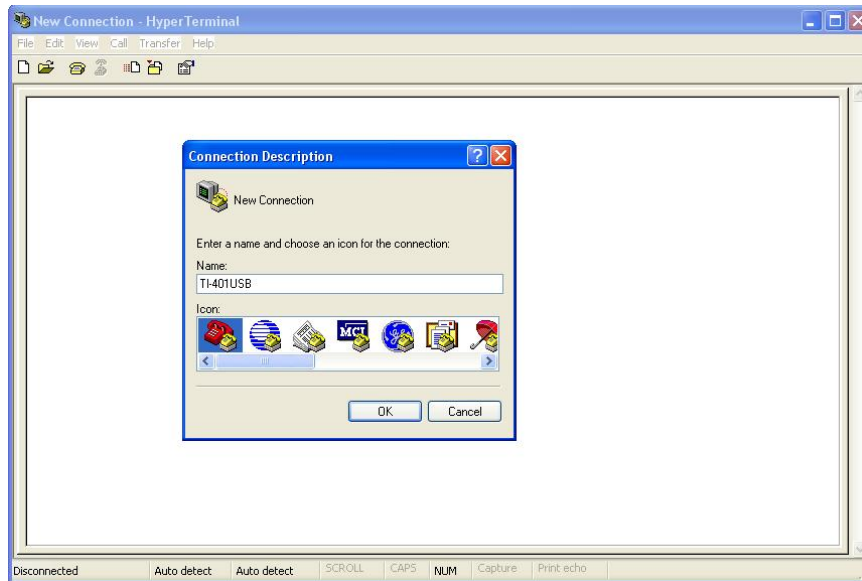 New Connection - HyperTerminal
File Edit View Call Transfer Help
Connection Description
New Connection
Enter a name and choose an icon for the connection:
Name:
TI-401USB
Icon:
MCI
OK Cancel
Disconnected Auto detect Auto detect SCROLL CAPS NUM Capture Print echo